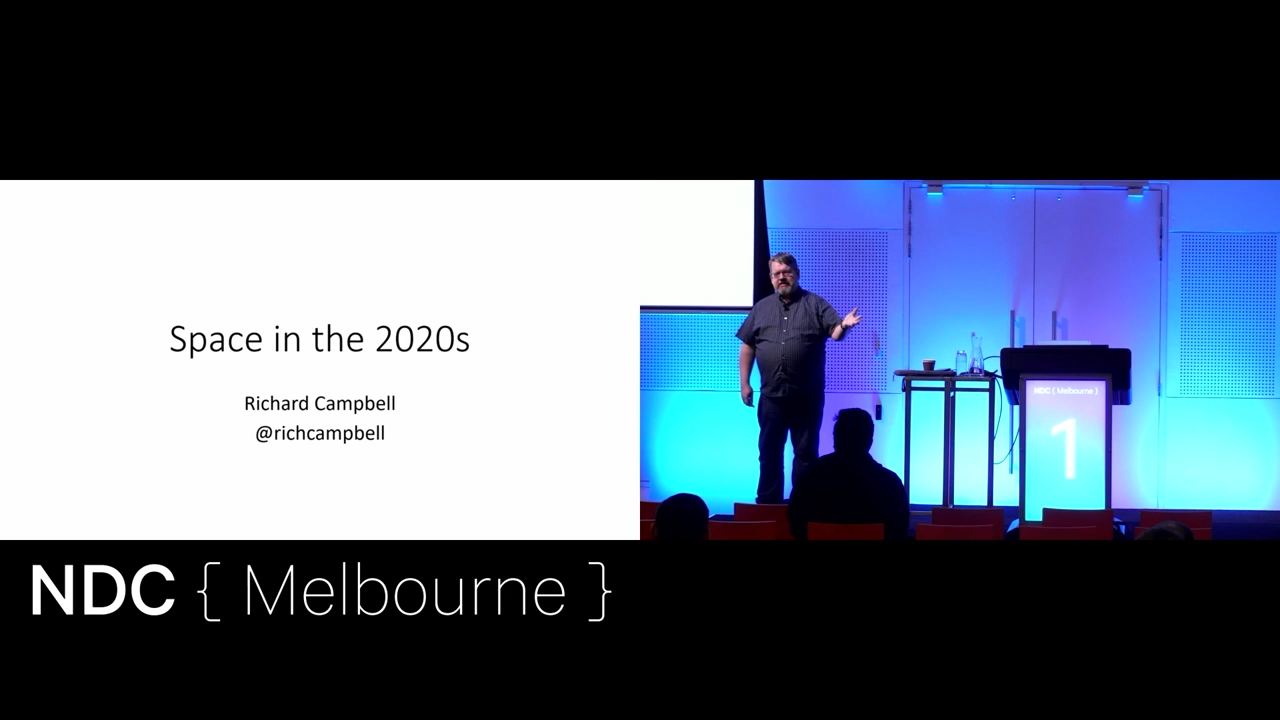 Space in the 2020s
Richard Campbell
@richcampbell
NDC { Melbourne }
1
NDC { Melbourne }